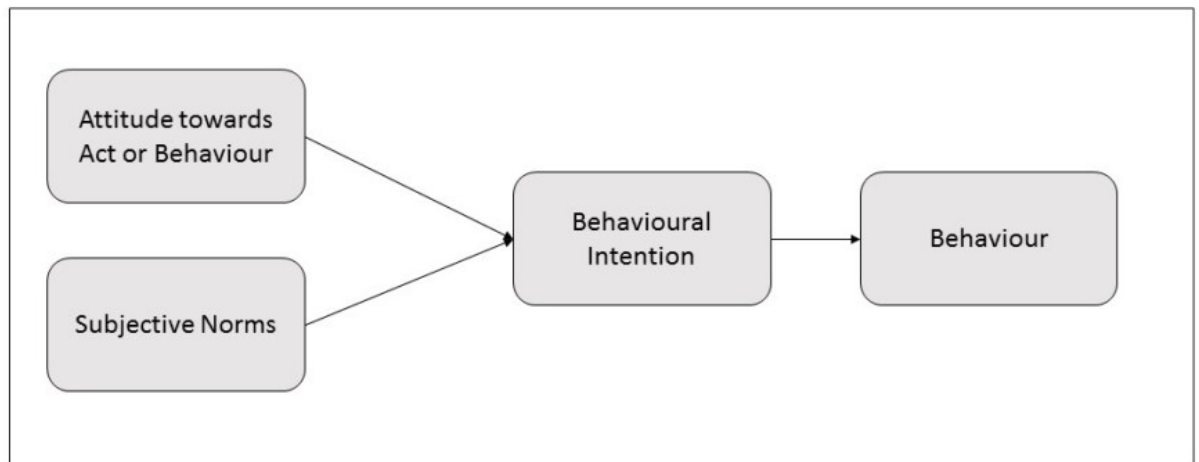 Attitude towards
Act or Behaviour
Subjective Norms
Behavioural
Intention
Behaviour